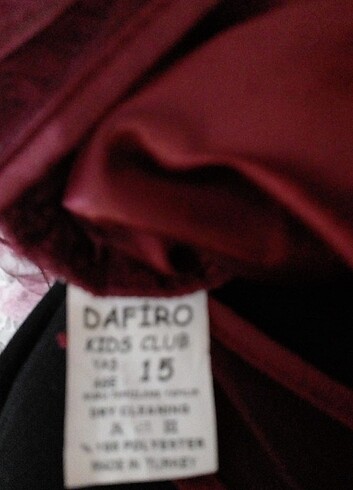 DAFİRO
KIDS CLUB
YAŞ
AGE 15
DRY CLEANING
% 100 POLYESTER
MADE IN TURKEY